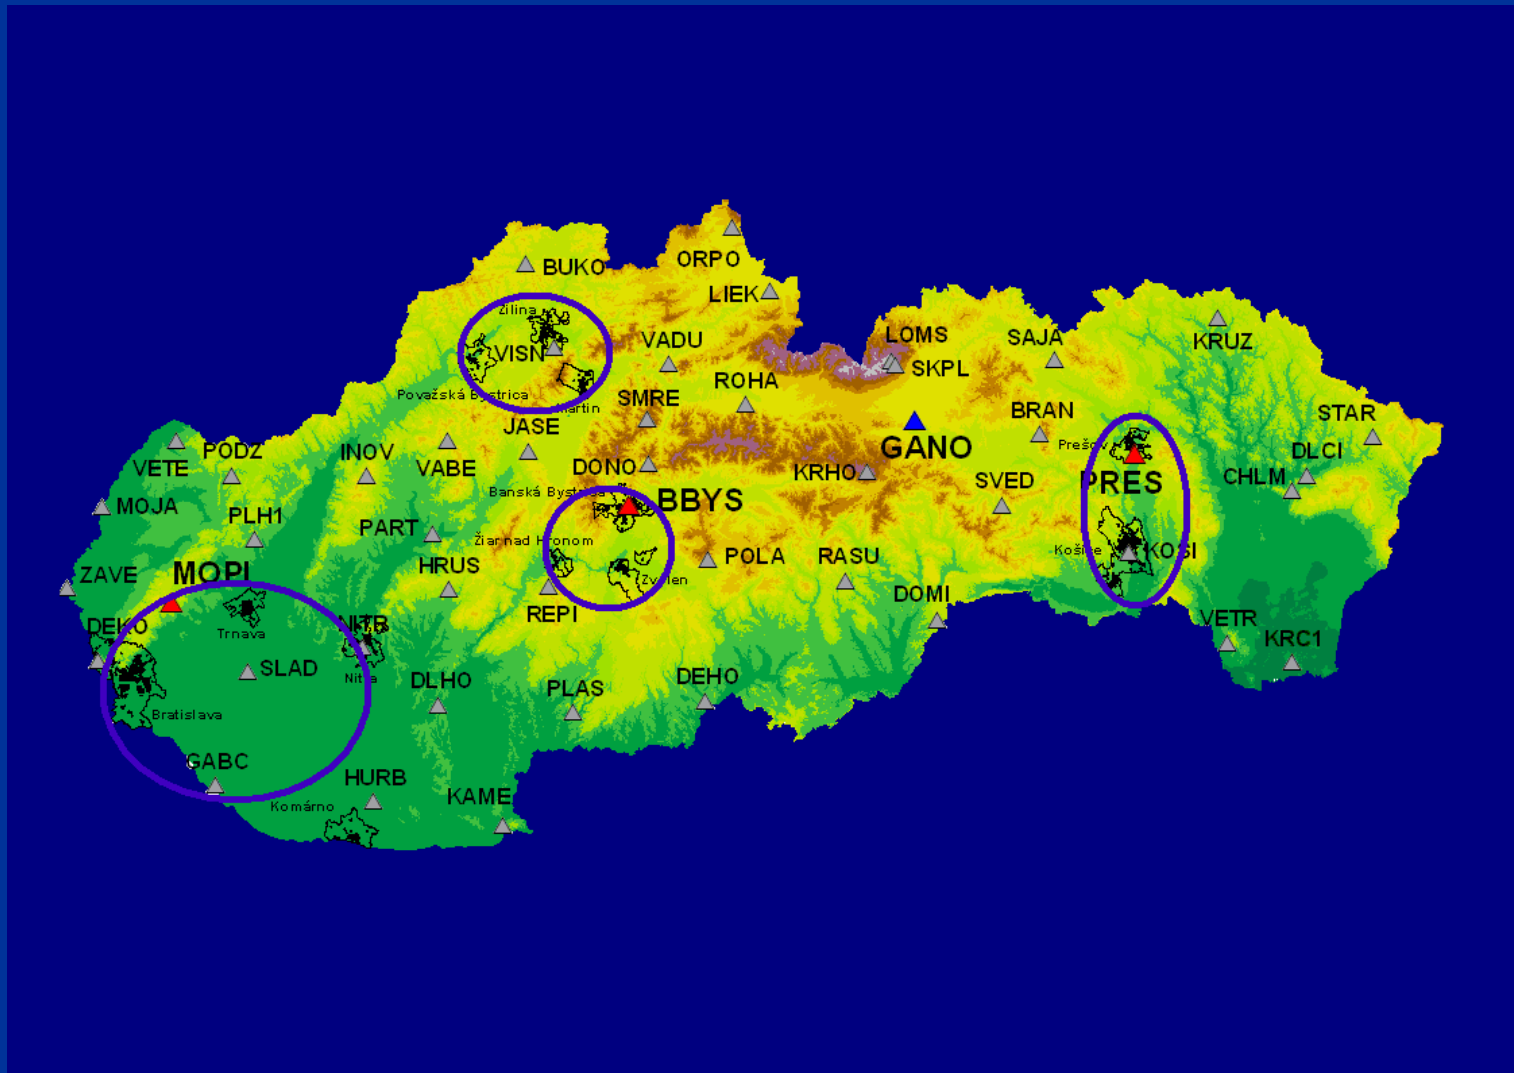 ORPO
BUKO
LIEK
Žilina
VISN
VADU
LOMS
SAJA
KRUZ
SKPL
ROHA
Považská Bystrica
Martin
SMRE
BRAN
STAR
JASE
GANO
Prešov
DLCI
VETE
PODZ
INOV
VABE
DONO
KRHO
SVED
PRES
CHLM
Banská Bystrica
BBYS
MOJA
PLH1
PART
Žiar nad Hronom
POLA
RASU
Košice
KOSI
ZAVE
MOPI
HRUS
Zvolen
REPI
DOMI
DEKO
Trnava
NITR
VETR
KRC1
SLAD
Nitra
DLHO
PLAS
DEHO
Bratislava
GABC
HURB
KAME
Komárno